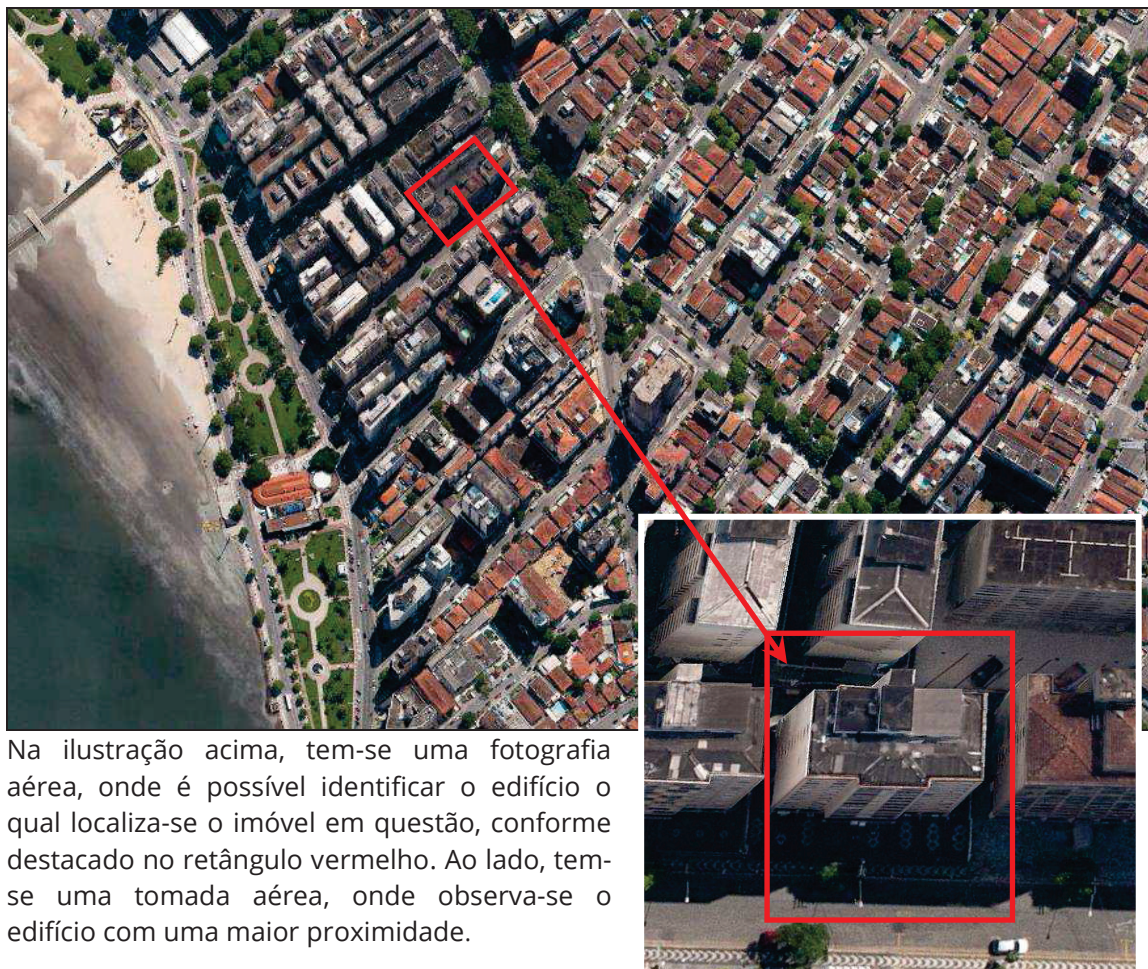 Na ilustração acima, tem-se uma fotografia
aérea, onde é possível identificar o edifício o
qual localiza-se o imóvel em questão, conforme
destacado no retângulo vermelho. Ao lado, tem-
se uma tomada aérea, onde observa-se o
edifício com uma maior proximidade.